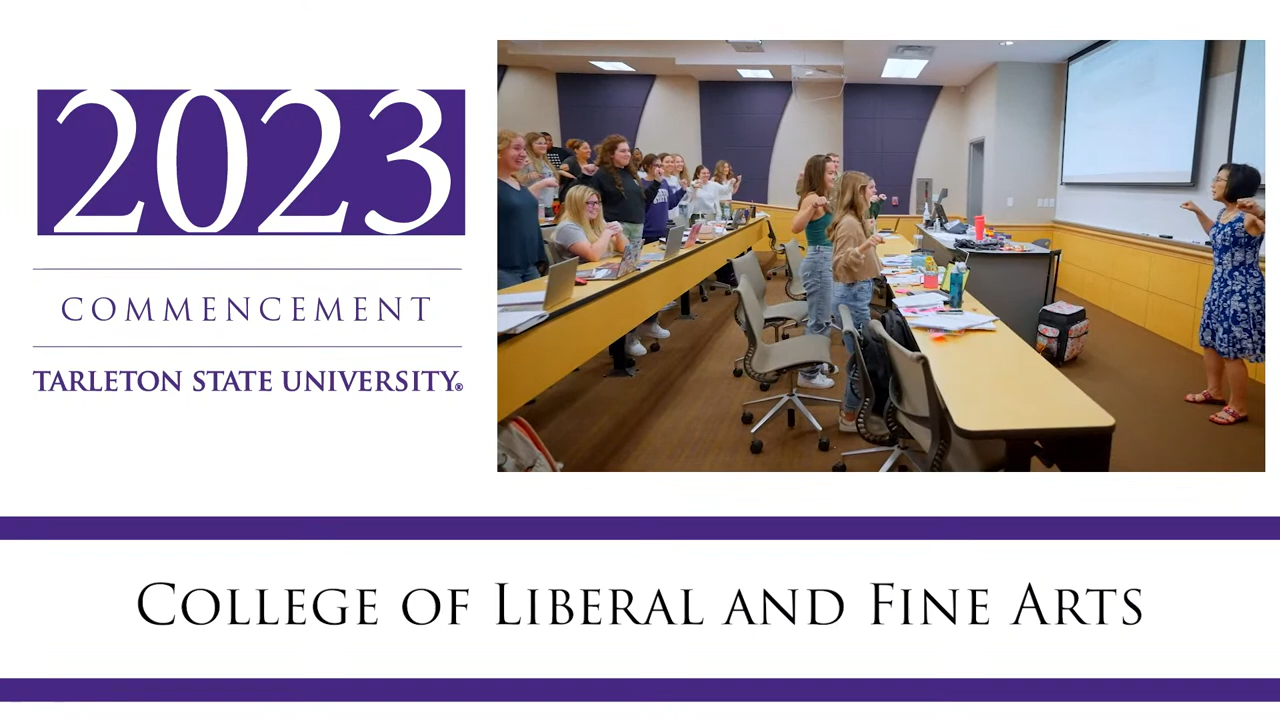 2023
COMMENCEMENT
TARLETON STATE UNIVERSITY®
COLLEGE OF LIBERAL AND FINE ARTS